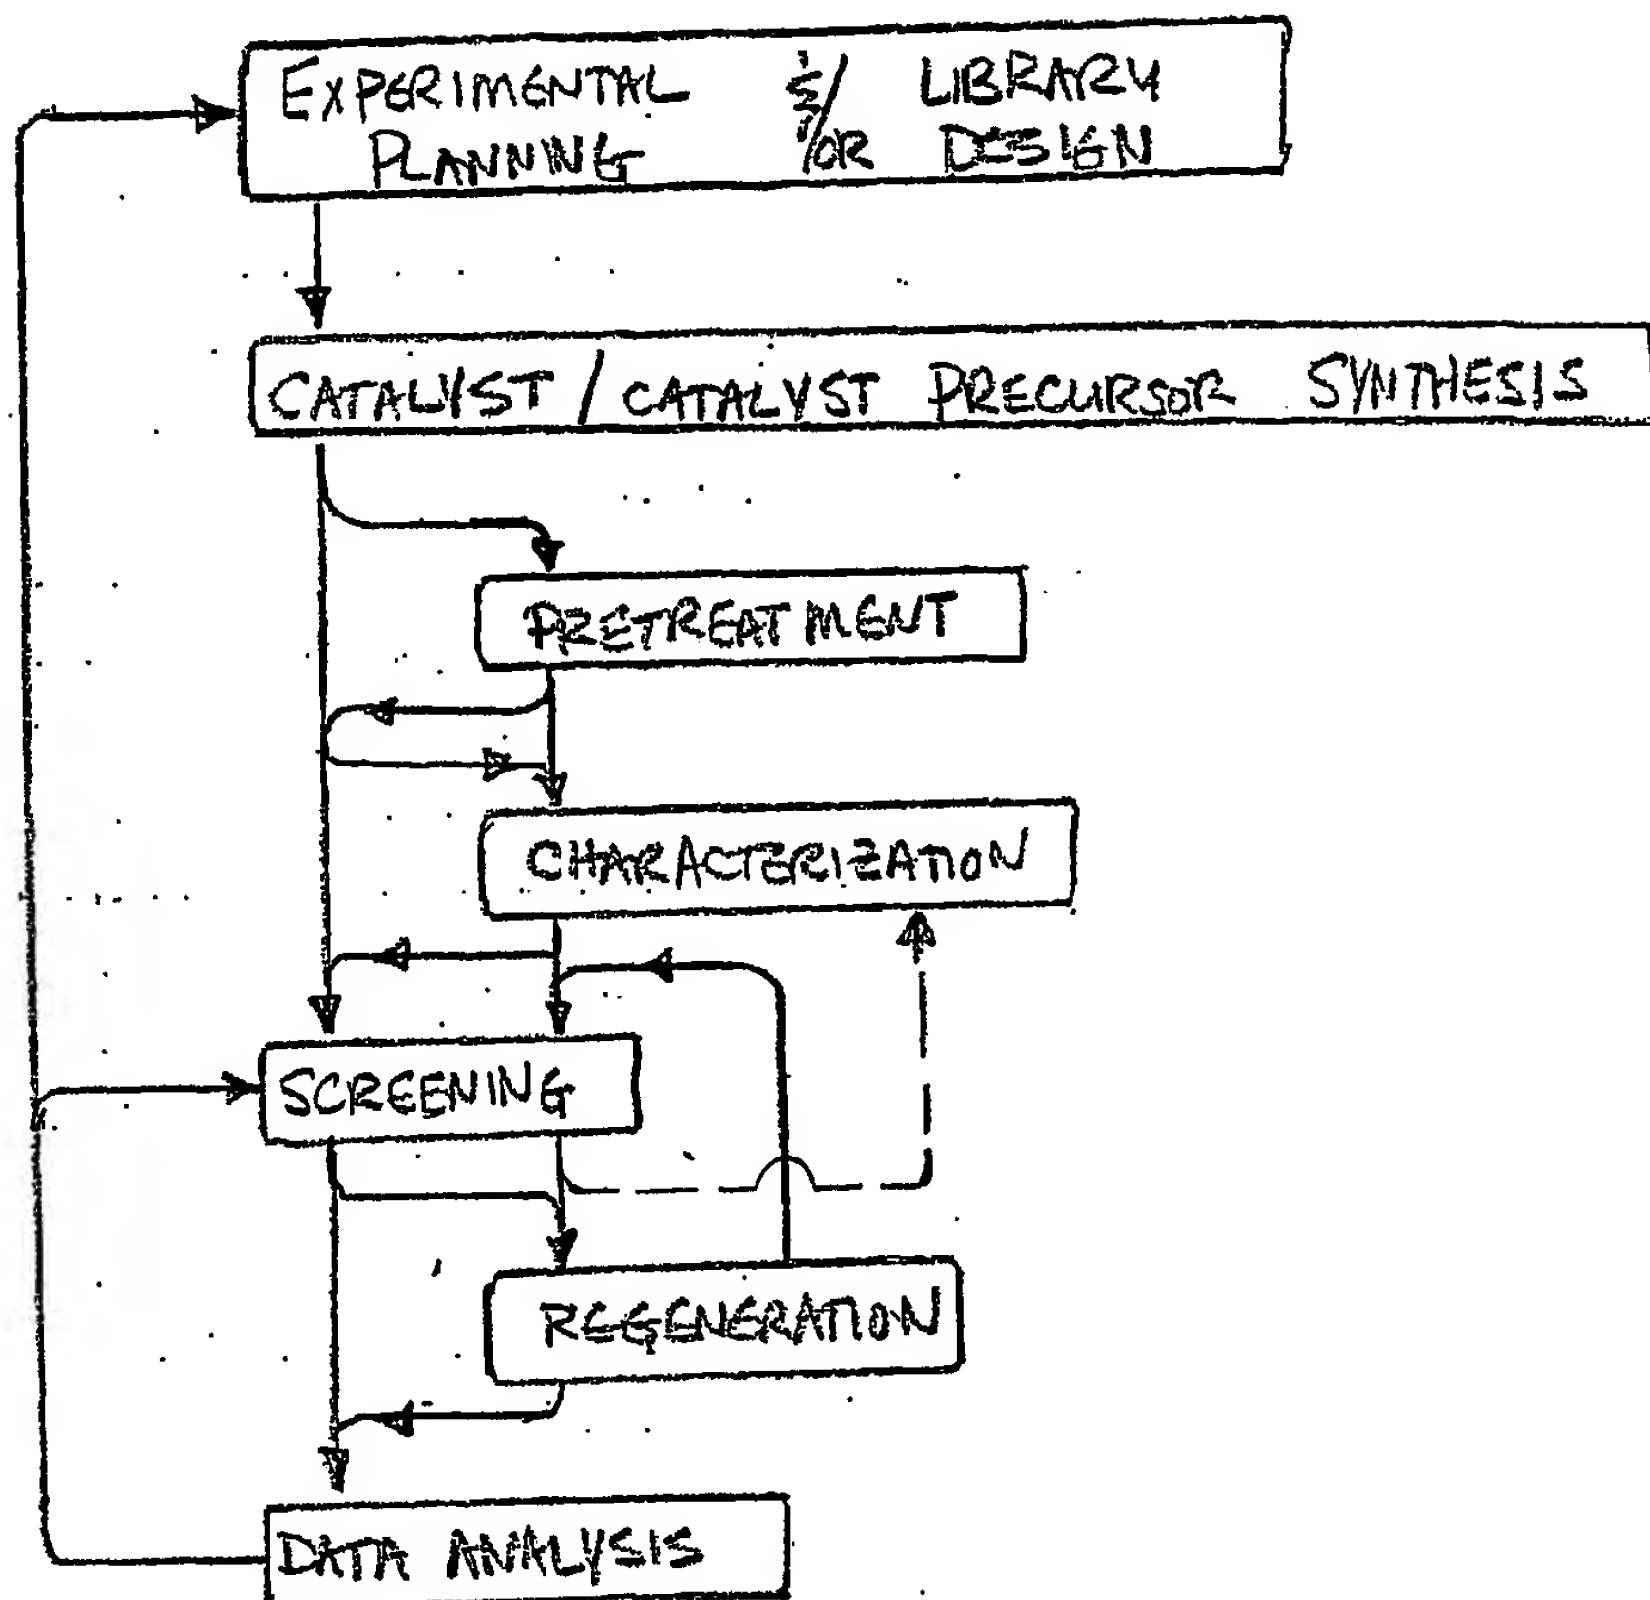 EXPERIMENTAL &/ LIBRARY
PLANNING /OR DESIGN
CATALYST / CATALYST PRECURSOR SYNTHESIS
PRETREATMENT
CHARACTERIZATION
SCREENING
REGENERATION
DATA ANALYSIS